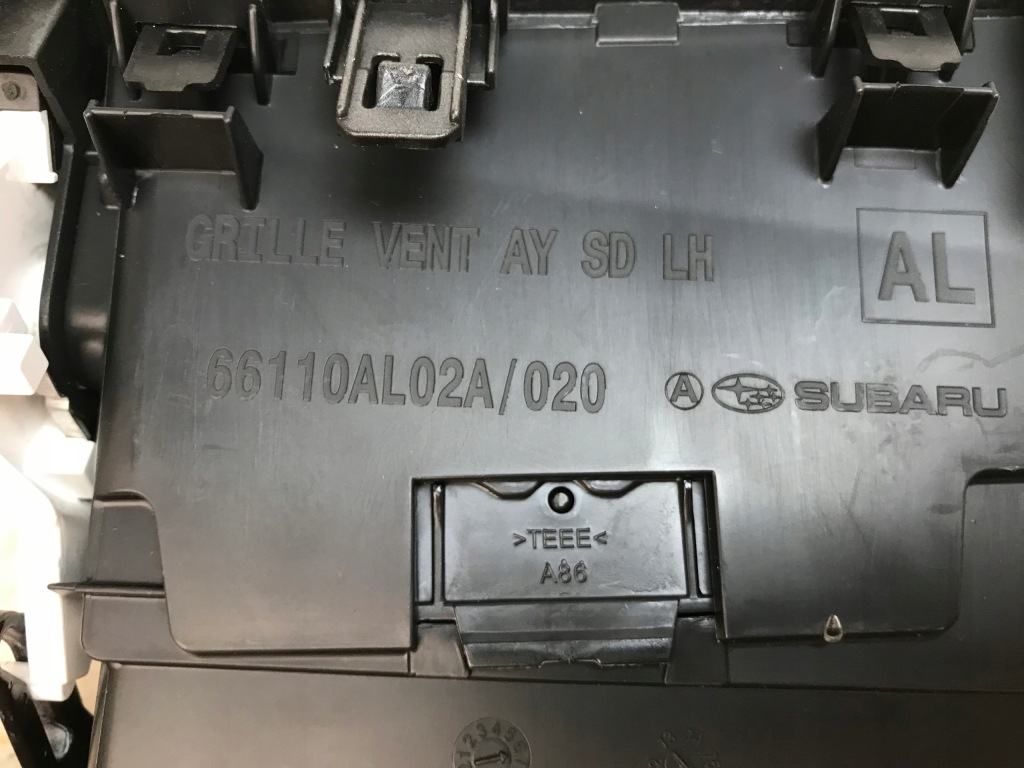 GRILLE VENT AY SD LH
AL
66110AL02A/020
A SUBARU
>TEEE<
A86